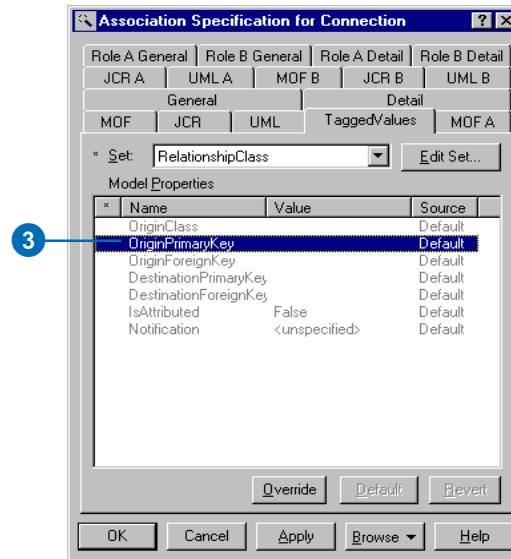 Association Specification for Connection
Role A General Role B General Role A Detail Role B Detail
JCR A UML A MOF B JCR B UML B
General Detail
MOF JCR UML TaggedValues MOF A
* Set: RelationshipClass Edit Set...
Model Properties
* Name Value Source
OriginClass Default
3 OriginPrimaryKey Default
OriginForeignKey Default
DestinationPrimaryKey Default
DestinationForeignKey Default
IsAttributed False Default
Notification <unspecified> Default
Override Default Revert
OK Cancel Apply Browse Help